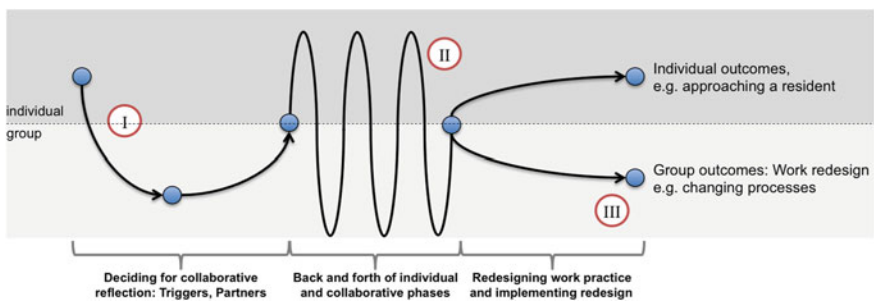 individual
group
I
II
Individual outcomes,
e.g. approaching a resident
Group outcomes: Work redesign
e.g. changing processes
III
Deciding for collaborative
reflection: Triggers, Partners
Back and forth of individual
and collaborative phases
Redesigning work practice
and implementing redesign